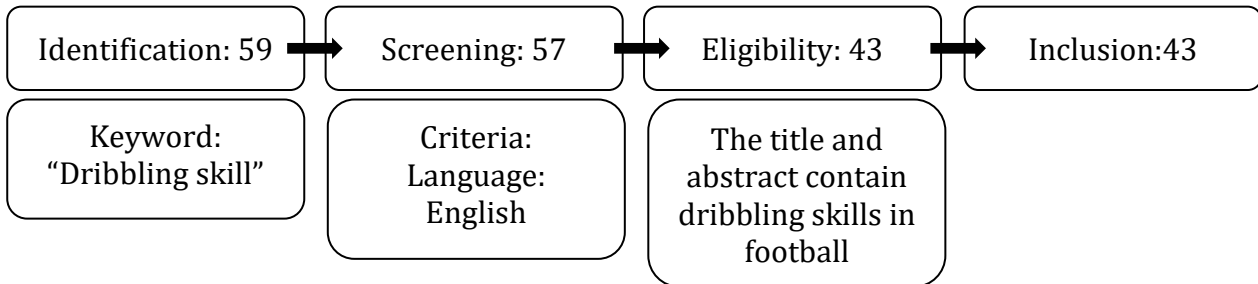 Identification: 59
Screening: 57
Eligibility: 43
Inclusion:43
Keyword:
“Dribbling skill”
Criteria:
Language:
English
The title and
abstract contain
dribbling skills in
football